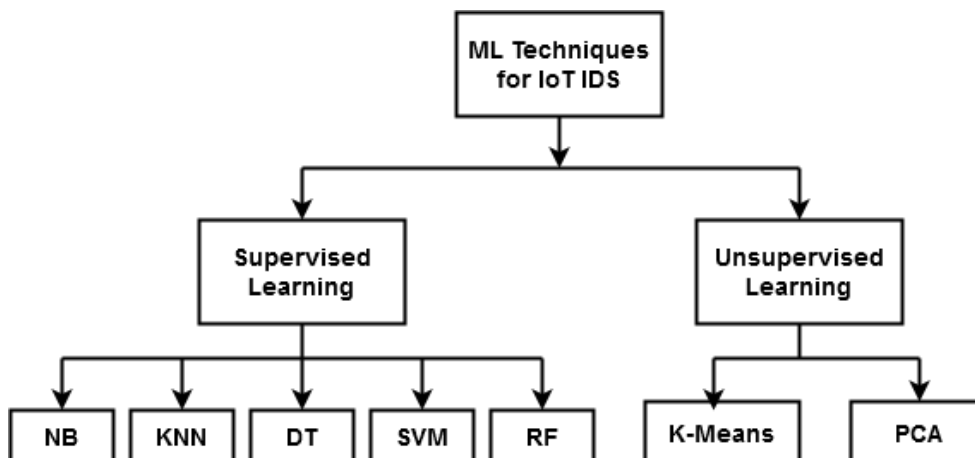 ML Techniques
for IoT IDS
Supervised
Learning
Unsupervised
Learning
NB
KNN
DT
SVM
RF
K-Means
PCA